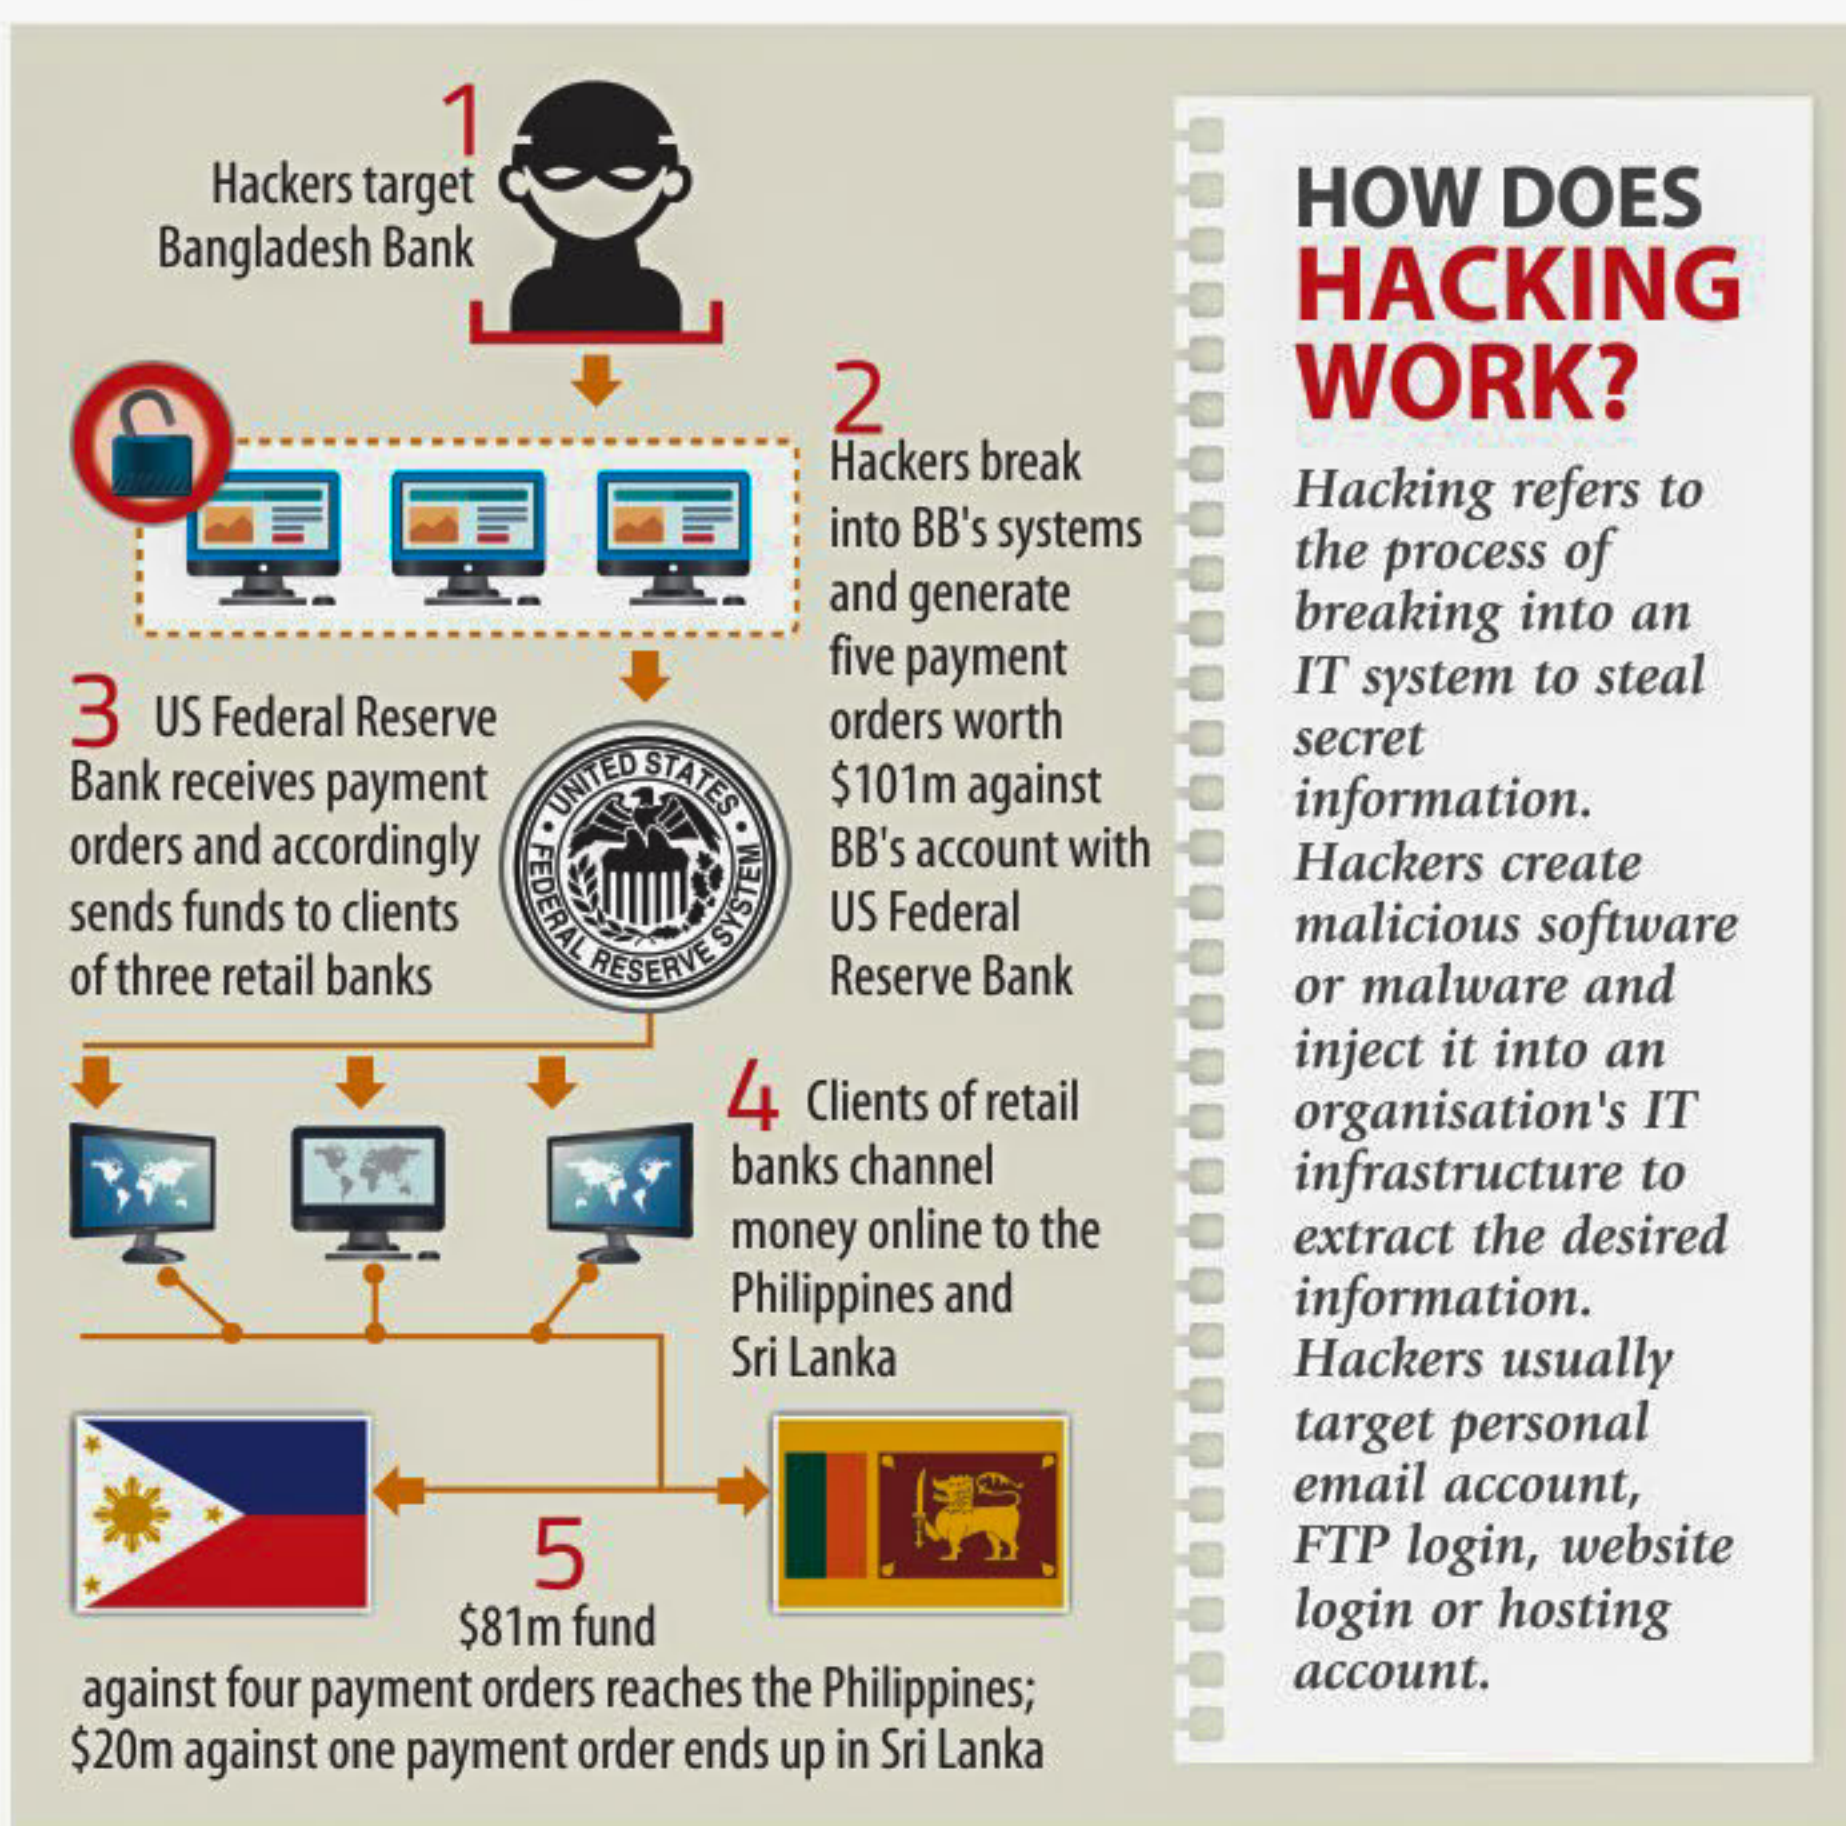 1
Hackers target
Bangladesh Bank
2
Hackers break
into BB's systems
and generate
five payment
orders worth
$101m against
BB's account with
US Federal
Reserve Bank
3 US Federal Reserve
Bank receives payment
orders and accordingly
sends funds to clients
of three retail banks
UNITED STATES
FEDERAL RESERVE SYSTEM
4 Clients of retail
banks channel
money online to the
Philippines and
Sri Lanka
5
$81m fund
against four payment orders reaches the Philippines;
$20m against one payment order ends up in Sri Lanka
HOW DOES
HACKING
WORK?
Hacking refers to
the process of
breaking into an
IT system to steal
secret
information.
Hackers create
malicious software
or malware and
inject it into an
organisation's IT
infrastructure to
extract the desired
information.
Hackers usually
target personal
email account,
FTP login, website
login or hosting
account.